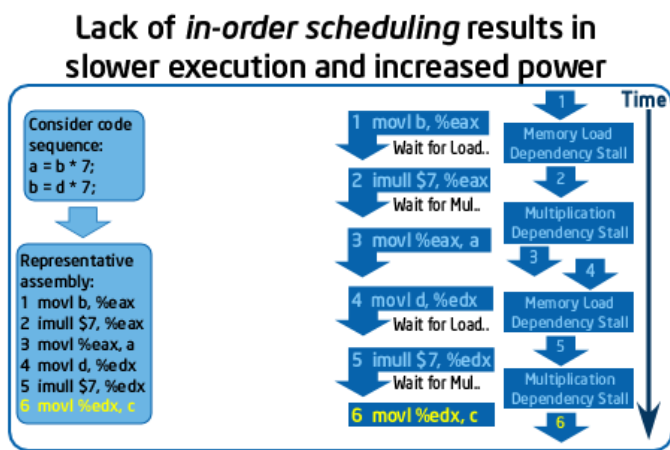 Lack of in-order scheduling results in
slower execution and increased power
Consider code
sequence:
a = b * 7;
b = d * 7;
Representative
assembly:
1 movl b, %eax
2 imull $7, %eax
3 movl %eax, a
4 movl d, %edx
5 imull $7, %edx
6 movl %edx, c
1 movl b, %eax
Wait for Load..
2 imull $7, %eax
Wait for Mul..
3 movl %eax, a
4 movl d, %edx
Wait for Load..
5 imull $7, %edx
Wait for Mul..
6 movl %edx, c
1
Memory Load
Dependency Stall
2
Multiplication
Dependency Stall
3
4
Memory Load
Dependency Stall
5
Multiplication
Dependency Stall
6
Time